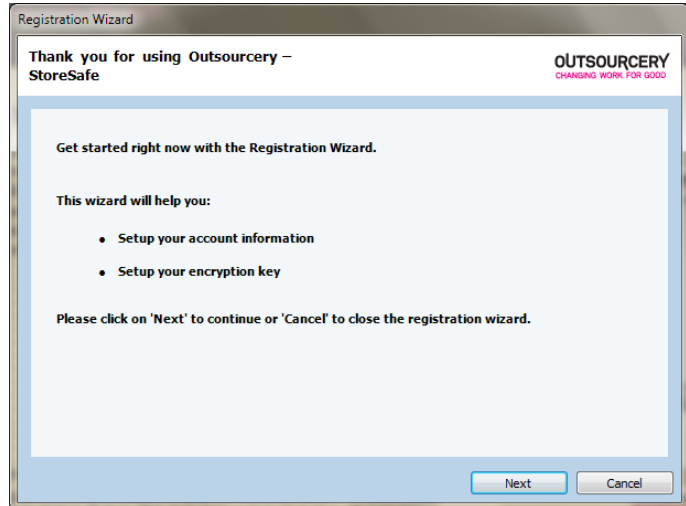 Registration Wizard
Thank you for using Outsourcery –
StoreSafe
OUTSOURCERY
CHANGING WORK FOR GOOD
Get started right now with the Registration Wizard.
This wizard will help you:
• Setup your account information
• Setup your encryption key
Please click on 'Next' to continue or 'Cancel' to close the registration wizard.
Next
Cancel